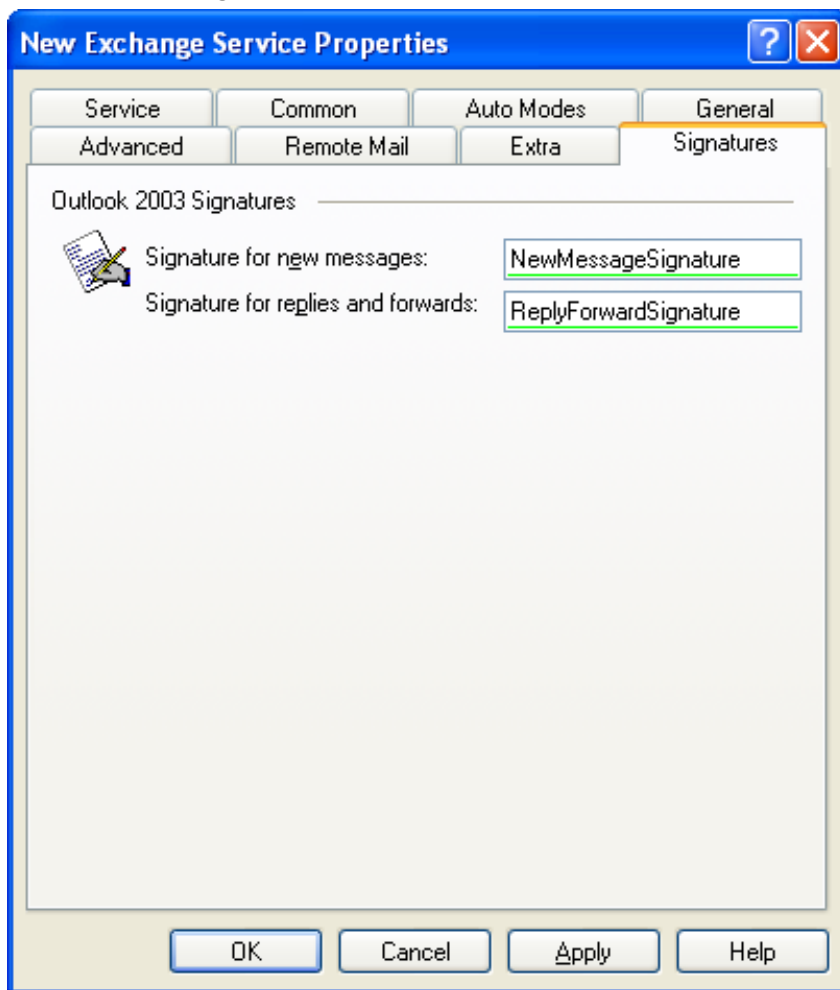 New Exchange Service Properties
Service Common Auto Modes General
Advanced Remote Mail Extra Signatures
Outlook 2003 Signatures
Signature for new messages: NewMessageSignature
Signature for replies and forwards: ReplyForwardSignature
OK Cancel Apply Help